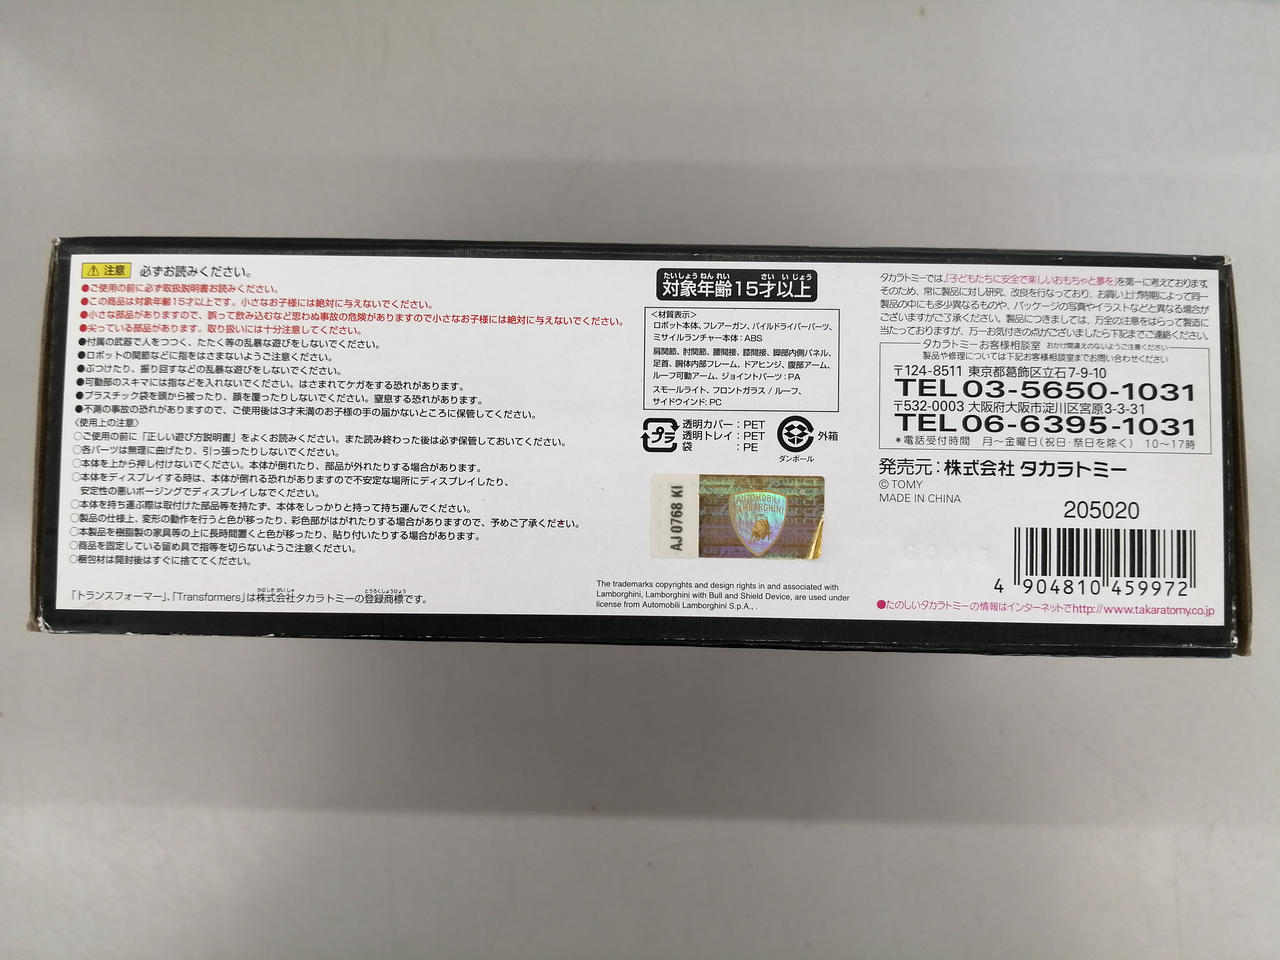 注意 必ずお読みください。
●ご使用の前に必ず取扱説明書お読みください。
●この商品は対象年齢15才以上です。小さなお子様には絶対に与えないでください。
●小さな部品がありますので、誤って飲み込むなど思わぬ事故の危険がありますので小さなお子様には絶対に与えないでください。
●尖っている部品があります。取り扱いには十分注意してください。
●付属の武器で人をつつく、たたく等の乱暴な遊びをしないでください。
●ロボットの関節などに指をはさまないようご注意ください。
●ぶつけたり、振り回すなどの乱暴な遊びをしないでください。
●可動部のスキマには指などを入れないでください。はさまれてケガをする恐れがあります。
●プラスチック袋を頭から被ったり、顔を覆ったりしないでください。窒息する恐れがあります。
●不測の事故の恐れがありますので、ご使用後は3才未満のお子様の手の届かないところに保管してください。
〈使用上の注意〉
○ご使用の前に「正しい遊び方説明書」をよくお読みください。また読み終わった後は必ず保管しておいてください。
○各パーツは無理に曲げたり、引っ張ったりしないでください。
○本体を上から押し付けないでください。本体が倒れたり、部品が外れたりする場合があります。
○本体をディスプレイする時は、本体が倒れる恐れがありますので不安定な場所にディスプレイしたり、
安定性の悪いポージングでディスプレイしなでください。
○本体を持ち運ぶ際は取付けた部品等を持たず、本体をしっかりと持って持ち運んでください。
○製品の仕様上、変形の動作を行うと色が移ったり、彩色部がはがれたりする場合がありますので、予めご了承ください。
○本製品を樹脂製の家具等の上に長時間置くと色が移ったり、貼り付いたりする場合があります。
○商品を固定している留め具で指等を切らないようご注意ください。
○梱包材は開封後はすぐに捨ててください。
かぶしきがいしゃ とうろくしょうひょう
「トランスフォーマー」、「Transformers」は株式会社タカラトミーの登録商標です。
たいしょうねんれい さい いじょう
対象年齢15才以上
<材質表示>
ロボット本体、フレアーガン、パイルドライバーパーツ、
ミサイルランチャー本体：ABS
肩関節、肘関節、腰間接、膝間接、脚部内側パネル、
足首、胴体内部フレーム、ドアヒンジ、腹部アーム、
ルーフ可動アーム、ジョイントパーツ：PA
スモールライト、フロントガラス / ルーフ、
サイドウインド：PC
プラ
透明カバー：PET
透明トレイ：PET
袋　　　　：PE
ダンボール
外箱
AJ 0768 KI
AUTOMOBILI
LAMBORGHINI
The trademarks copyrights and design rights in and associated with
Lamborghini, Lamborghini with Bull and Shield Device, are used under
license from Automobili Lamborghini S.p.A., .
タカラトミーでは、「子どもたちに安全で楽しいおもちゃと夢を」を第一に考えております。
そのため、常に製品に対し研究、改良を行なっており、お買い上げ時期によって同一
製品の中にも多少異なるものや、パッケージの写真やイラストなどと異なる場合が
ございますがご了承ください。製品につきましては、万全の注意をはらって製造に
当たっておりますが、万一お気付きの点がございましたら下記までご連絡ください。
タカラトミーお客様相談室 おかけ間違えのないようご注意ください
製品や修理については下記お客様相談室までお問い合わせください
〒124-8511 東京都葛飾区立石7-9-10
TEL03-5650-1031
〒532-0003 大阪府大阪市淀川区宮原3-3-31
TEL06-6395-1031
*電話受付時間　月〜金曜日(祝日・祭日を除く)　10〜17時
発売元：株式会社 タカラトミー
© TOMY
MADE IN CHINA
205020
4 904810 459972
●たのしいタカラトミーの情報はインターネットでhttp://www.takaratomy.co.jp